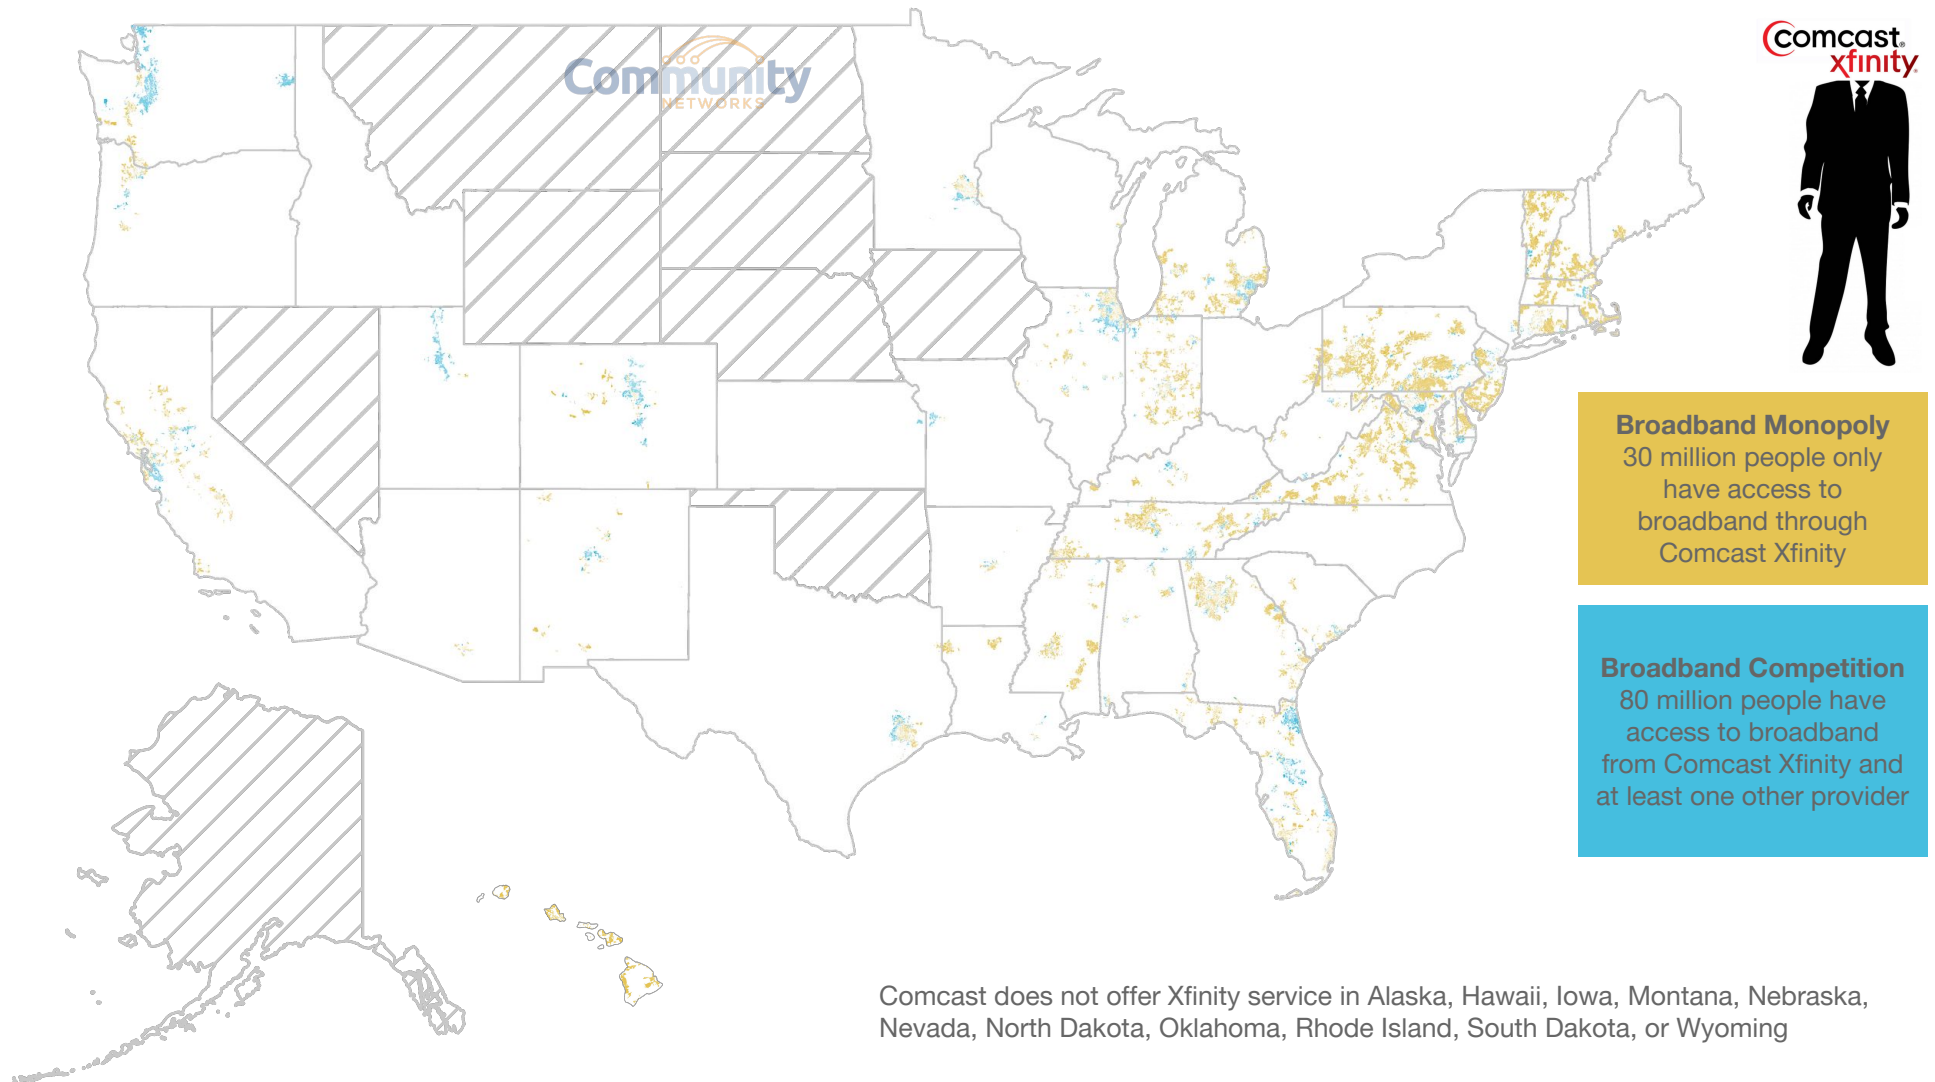 Community
NETWORKS
comcast
xfinity
Broadband Monopoly
30 million people only
have access to
broadband through
Comcast Xfinity
Broadband Competition
80 million people have
access to broadband
from Comcast Xfinity and
at least one other provider
Comcast does not offer Xfinity service in Alaska, Hawaii, Iowa, Montana, Nebraska,
Nevada, North Dakota, Oklahoma, Rhode Island, South Dakota, or Wyoming